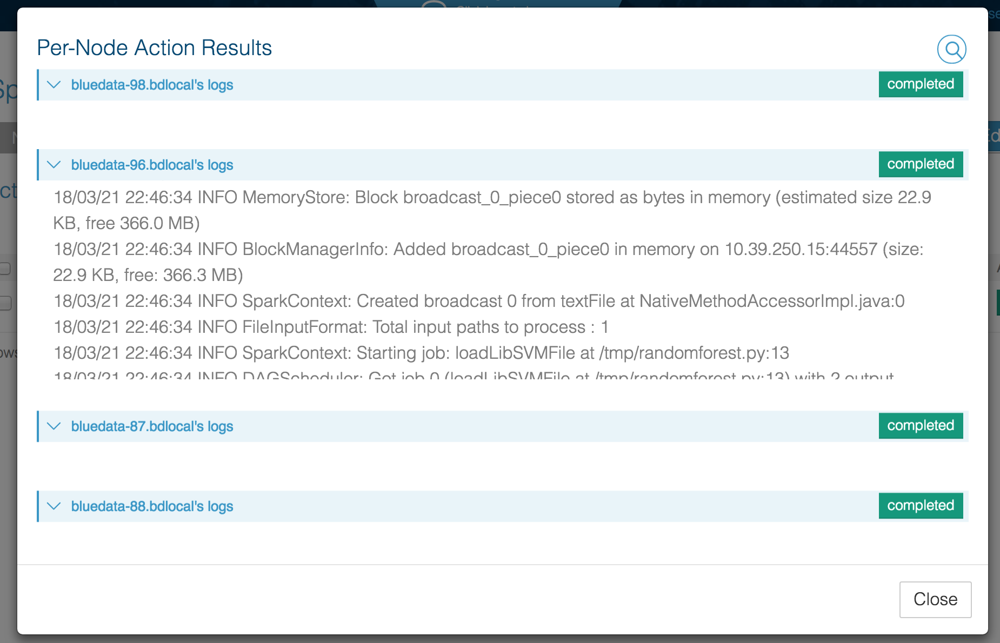 Per-Node Action Results
bluedata-98.bdlocal's logs
completed
bluedata-96.bdlocal's logs
completed
18/03/21 22:46:34 INFO MemoryStore: Block broadcast_0_piece0 stored as bytes in memory (estimated size 22.9
KB, free 366.0 MB)
18/03/21 22:46:34 INFO BlockManagerInfo: Added broadcast_0_piece0 in memory on 10.39.250.15:44557 (size:
22.9 KB, free: 366.3 MB)
18/03/21 22:46:34 INFO SparkContext: Created broadcast 0 from textFile at NativeMethodAccessorImpl.java:0
18/03/21 22:46:34 INFO FileInputFormat: Total input paths to process : 1
18/03/21 22:46:34 INFO SparkContext: Starting job: loadLibSVMFile at /tmp/randomforest.py:13
18/03/21 22:46:34 INFO DAGScheduler: Got job 0 (loadLibSVMFile at /tmp/randomforest.py:13) with 2 output
bluedata-87.bdlocal's logs
completed
bluedata-88.bdlocal's logs
completed
Close